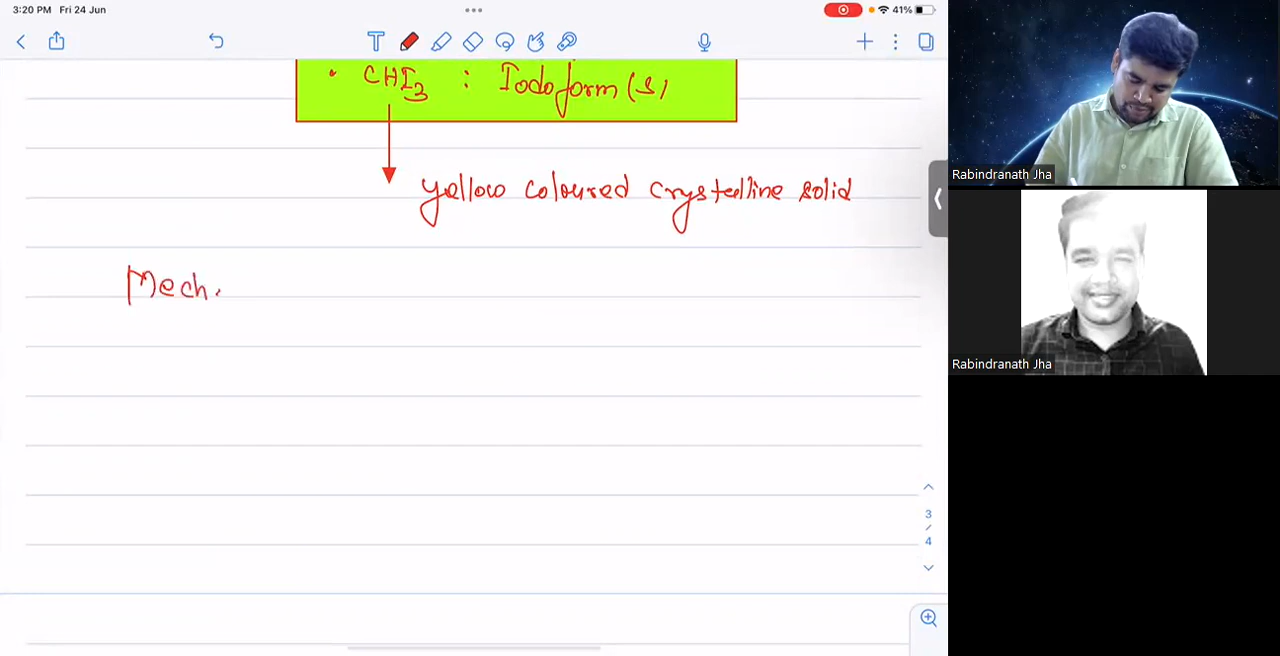 3:20 PM Fri 24 Jun
41%
T
• CHI3 : Iodoform (s)
yellow coloured crystelline solid
Mech.
3
/
4
Rabindranath Jha
Rabindranath Jha